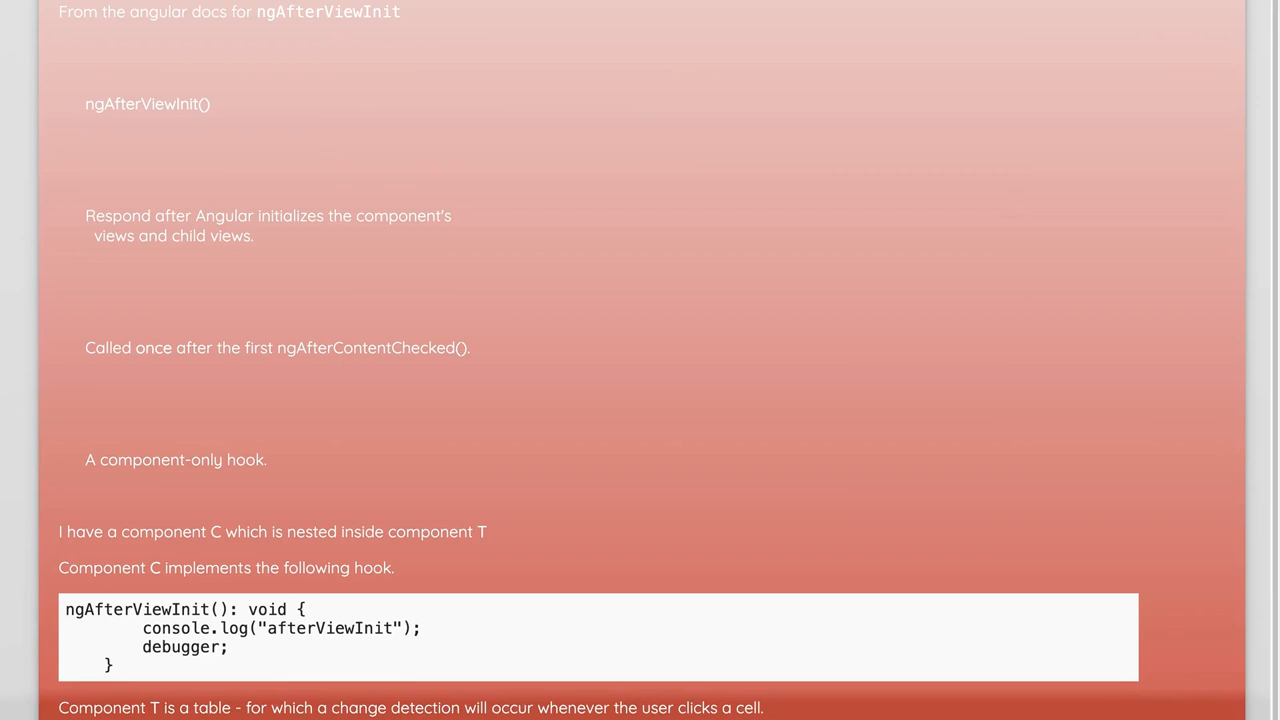 From the angular docs for ngAfterViewInit
ngAfterViewInit()
Respond after Angular initializes the component's
views and child views.
Called once after the first ngAfterContentChecked().
A component-only hook.
I have a component C which is nested inside component T
Component C implements the following hook.
ngAfterViewInit(): void {
        console.log("afterViewInit");
        debugger;
    }
Component T is a table - for which a change detection will occur whenever the user clicks a cell.